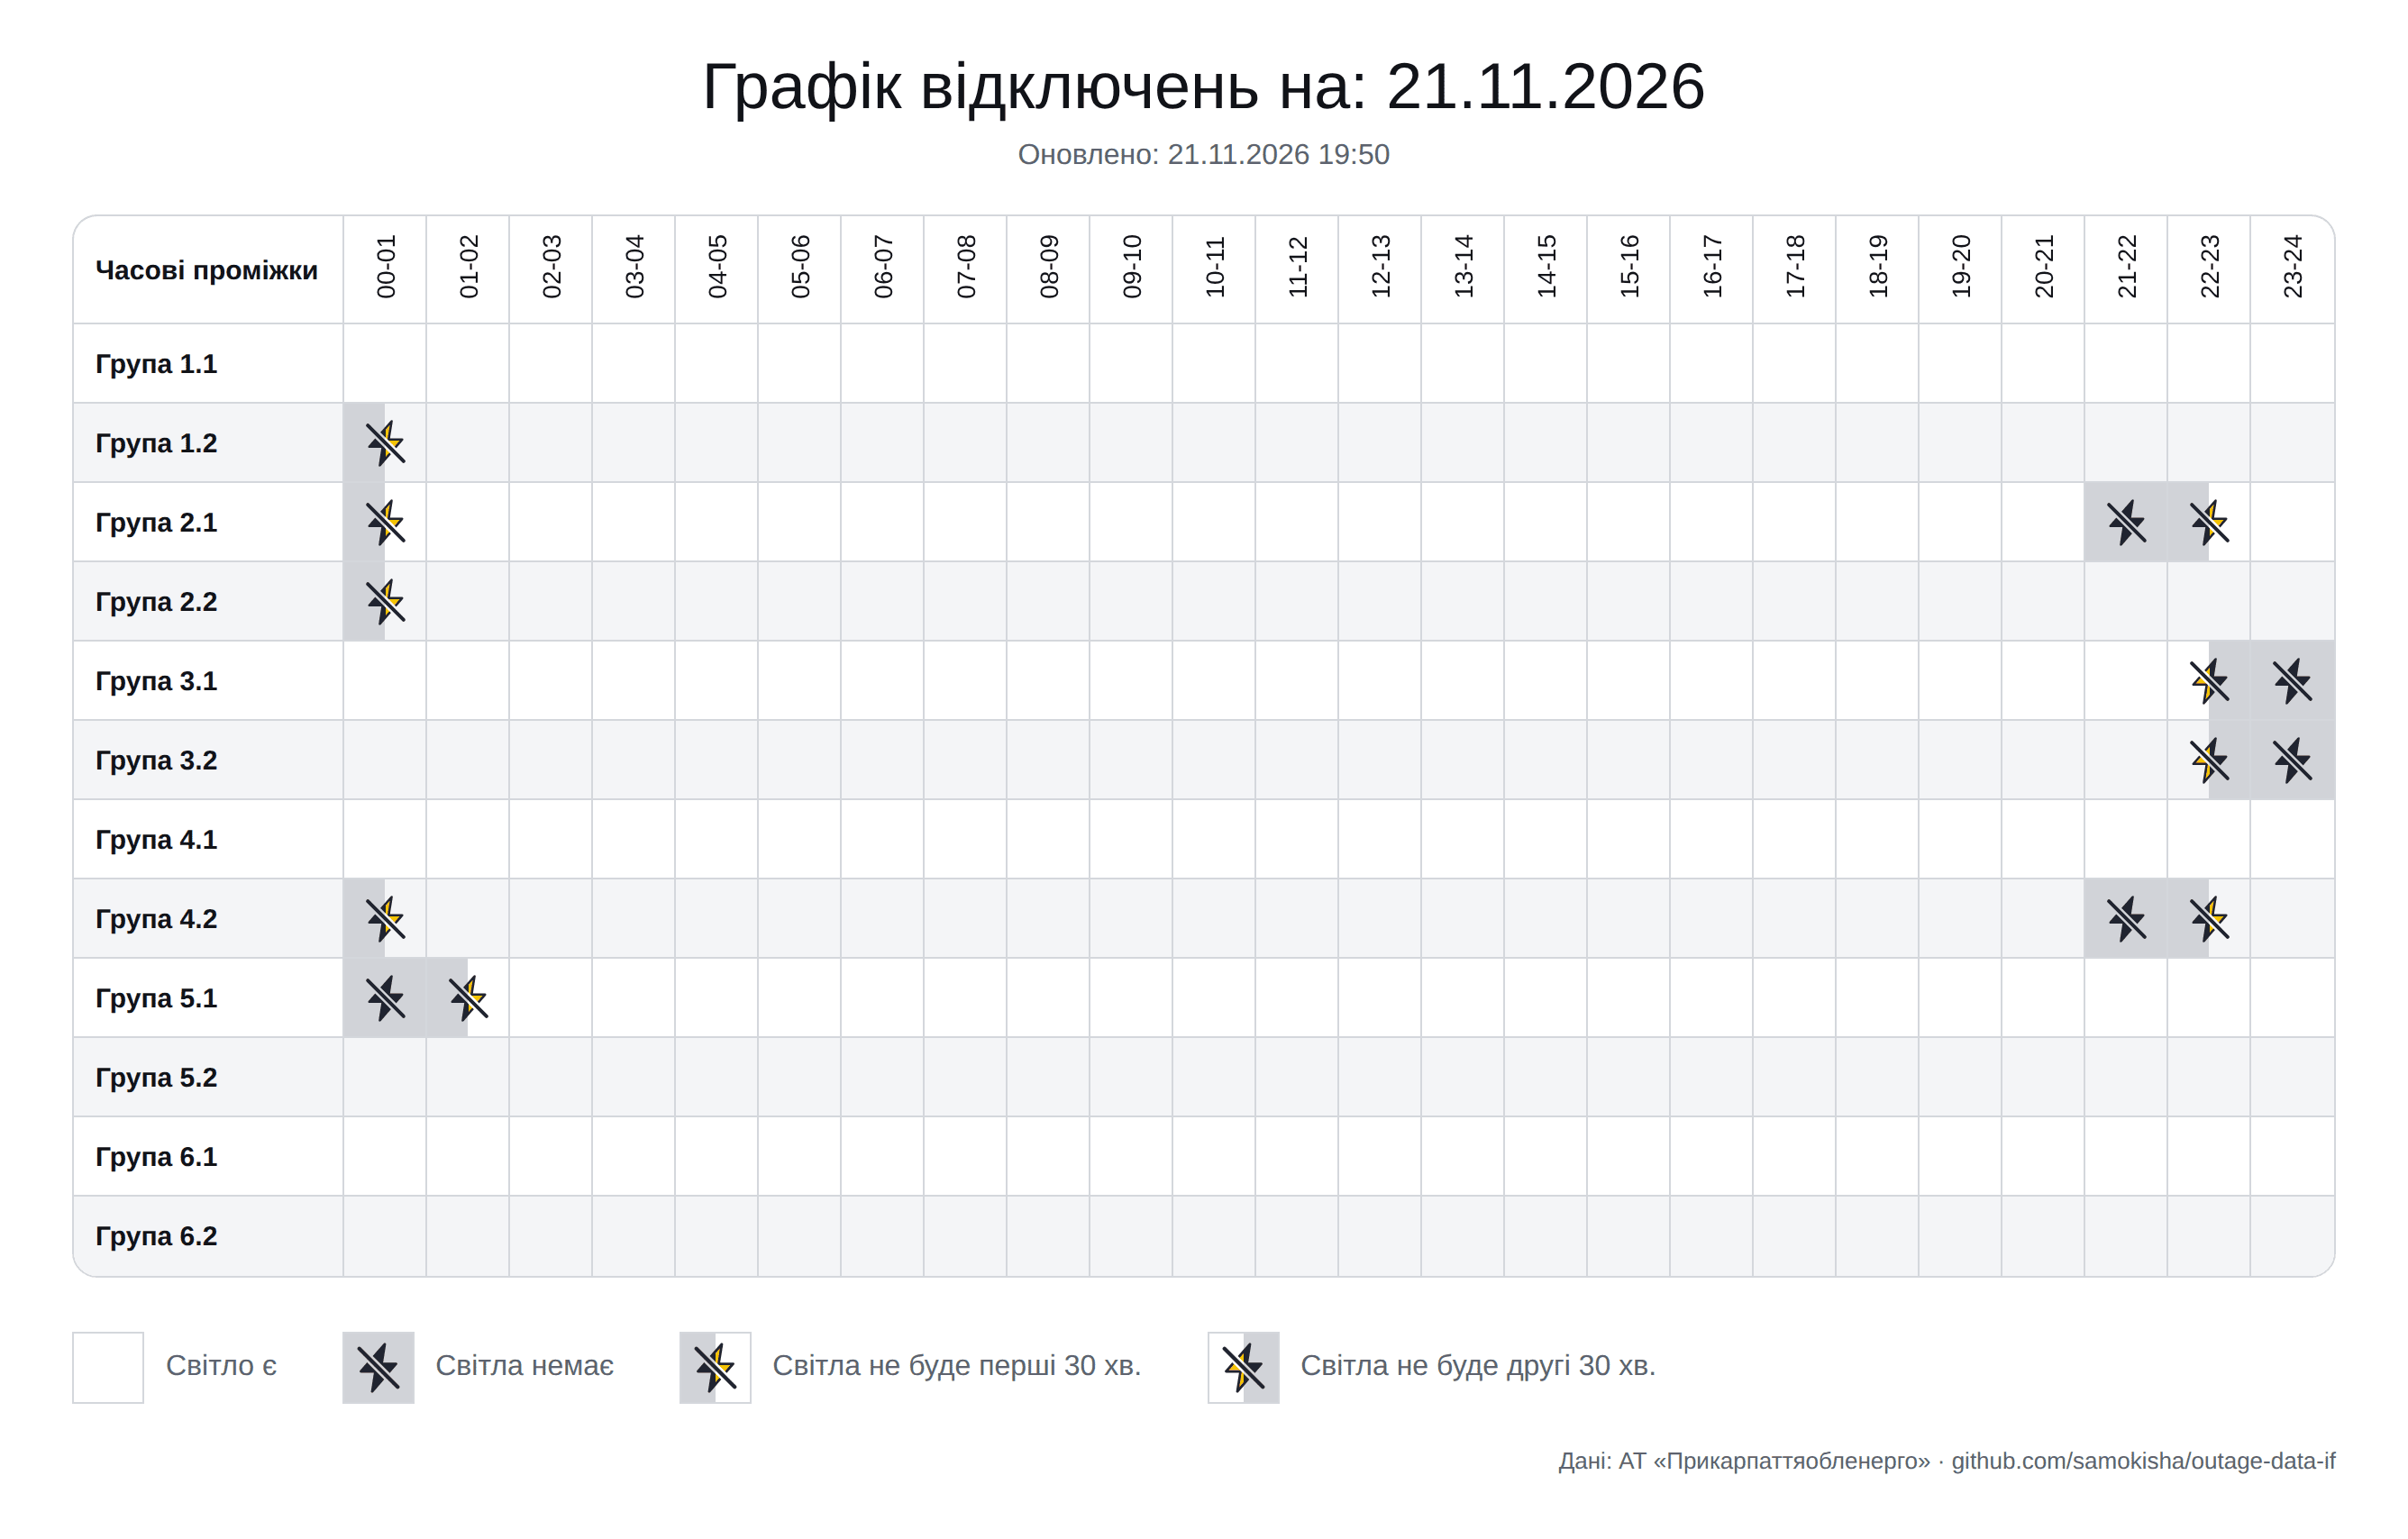 Графік відключень на: 21.11.2026
Оновлено: 21.11.2026 19:50
Часові проміжки 00-01 01-02 02-03 03-04 04-05 05-06 06-07 07-08 08-09 09-10 10-11 11-12 12-13 13-14 14-15 15-16 16-17 17-18 18-19 19-20 20-21 21-22 22-23 23-24
Група 1.1
Група 1.2
Група 2.1
Група 2.2
Група 3.1
Група 3.2
Група 4.1
Група 4.2
Група 5.1
Група 5.2
Група 6.1
Група 6.2
Світло є Світла немає Світла не буде перші 30 хв. Світла не буде другі 30 хв.
Дані: АТ «Прикарпаттяобленерго» · github.com/samokisha/outage-data-if